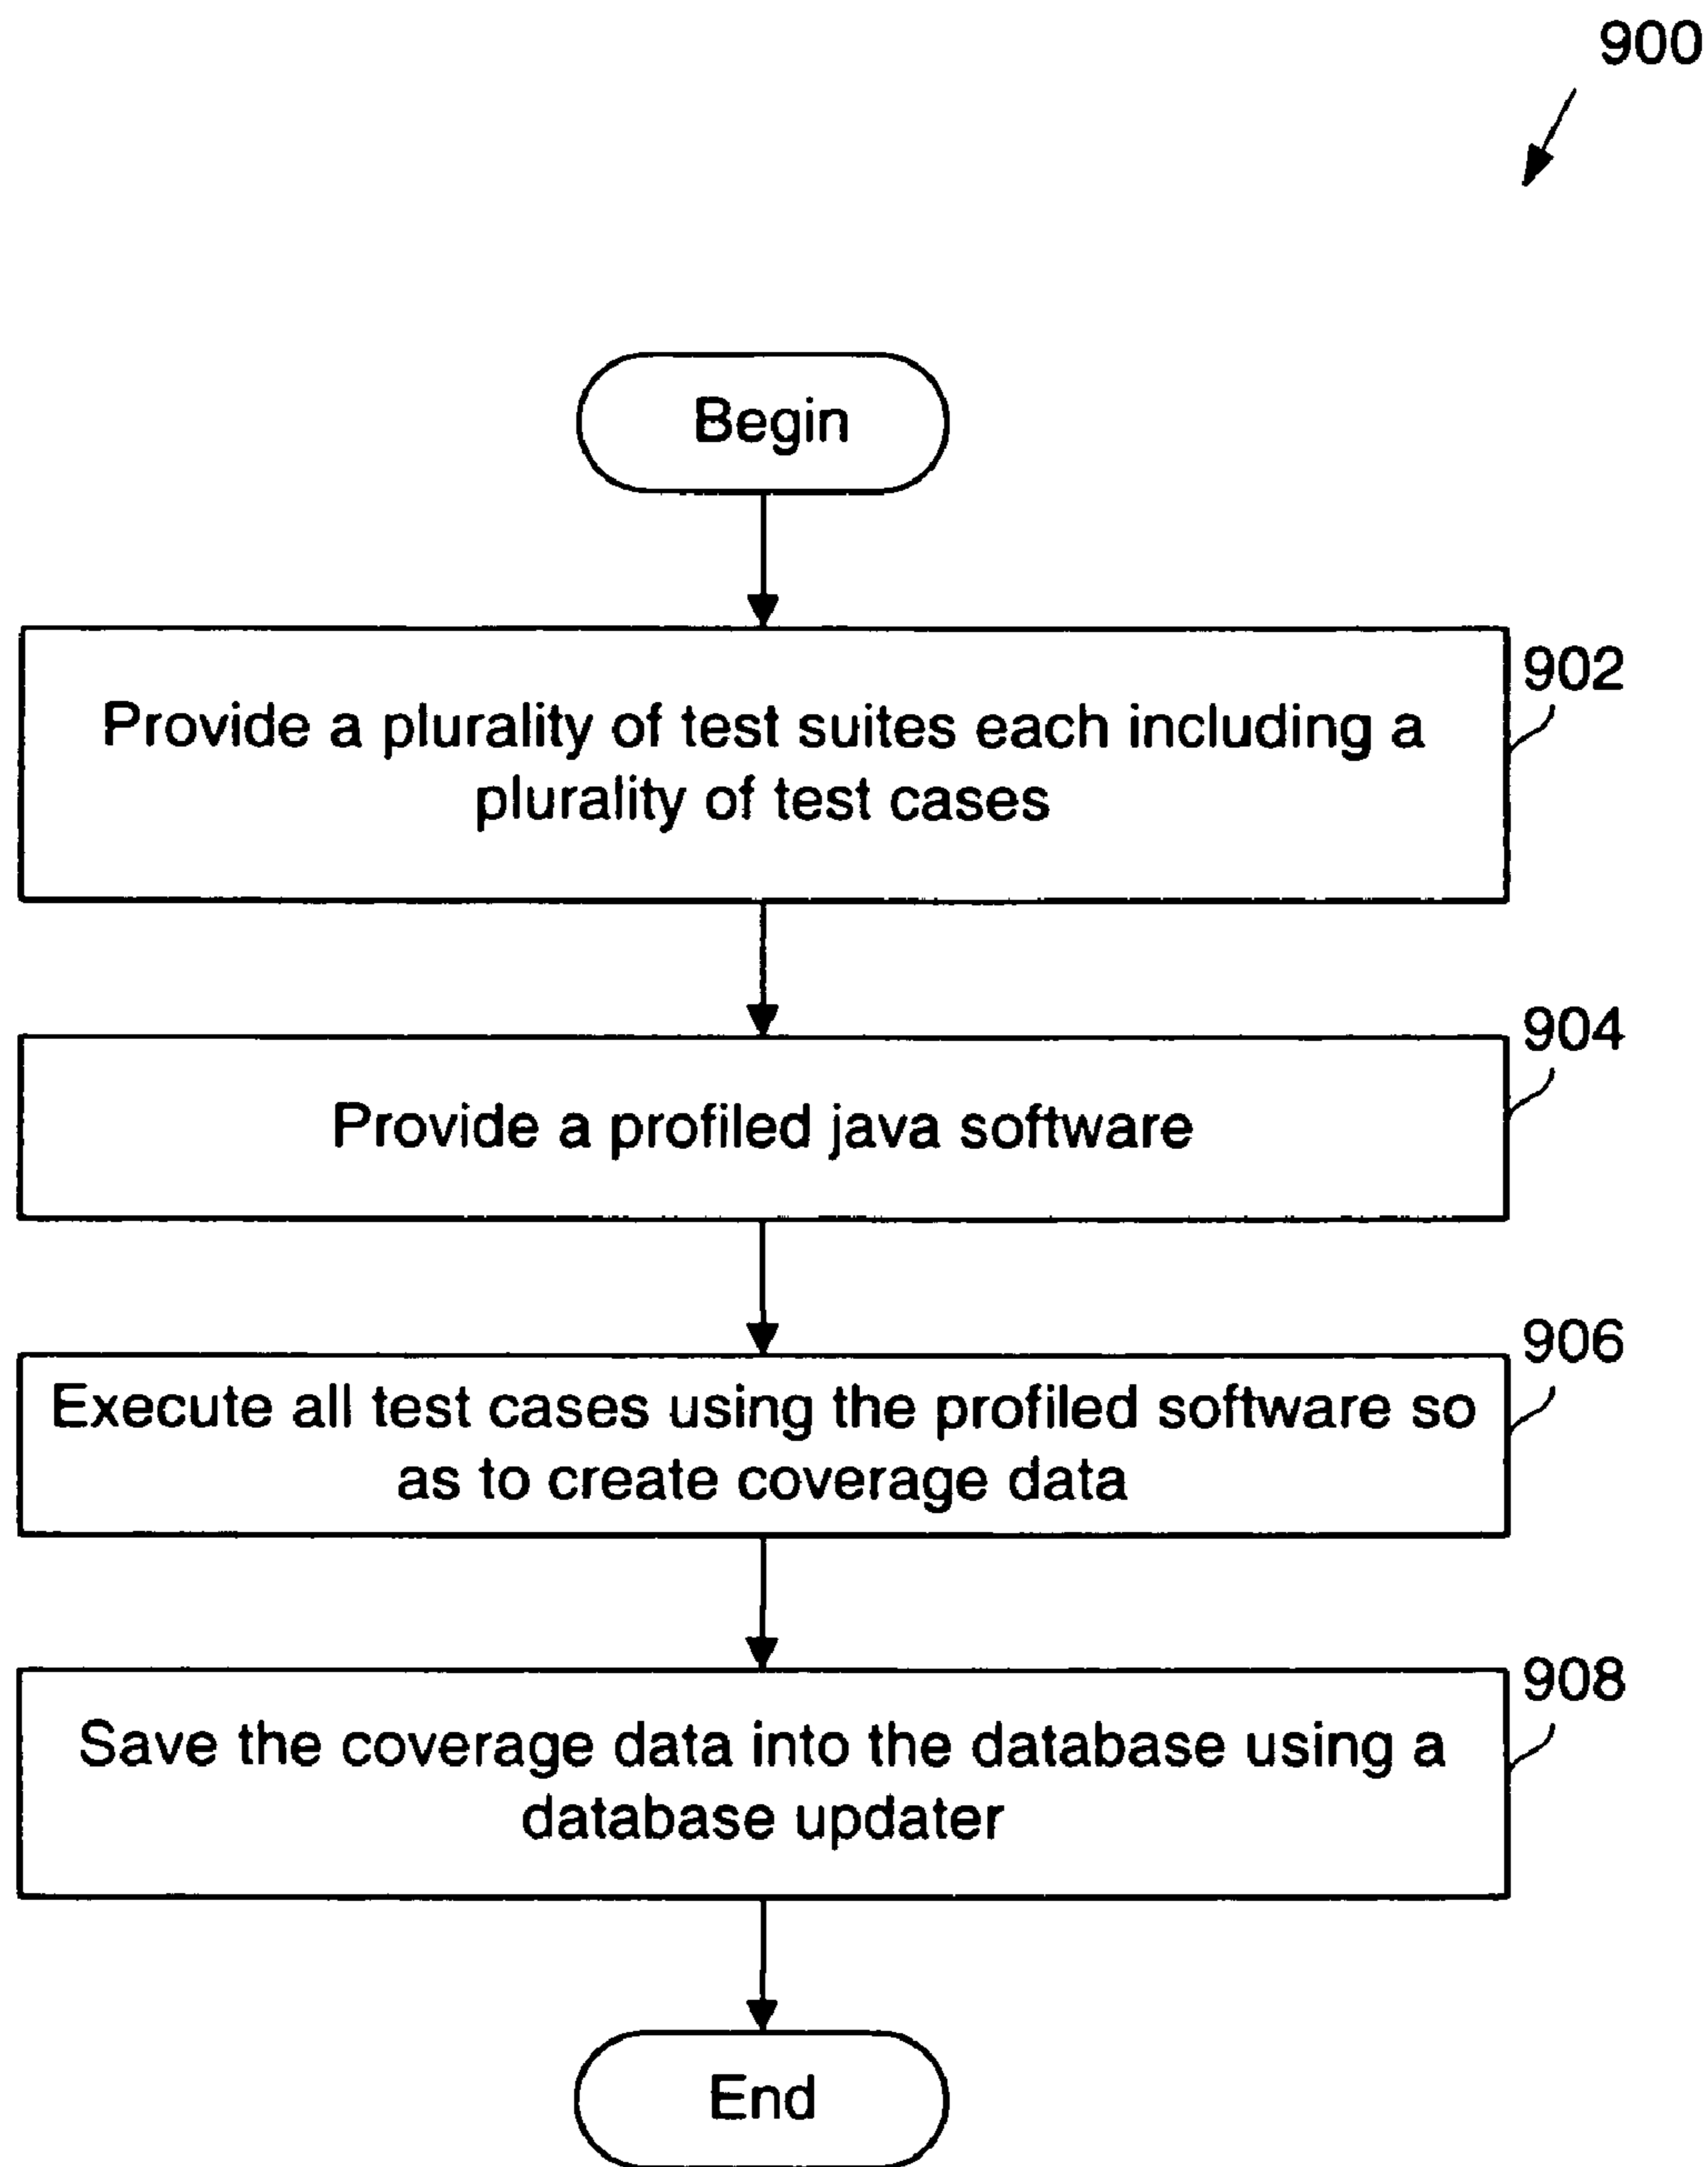 900
Begin
902
Provide a plurality of test suites each including a
plurality of test cases
904
Provide a profiled java software
906
Execute all test cases using the profiled software so
as to create coverage data
908
Save the coverage data into the database using a
database updater
End